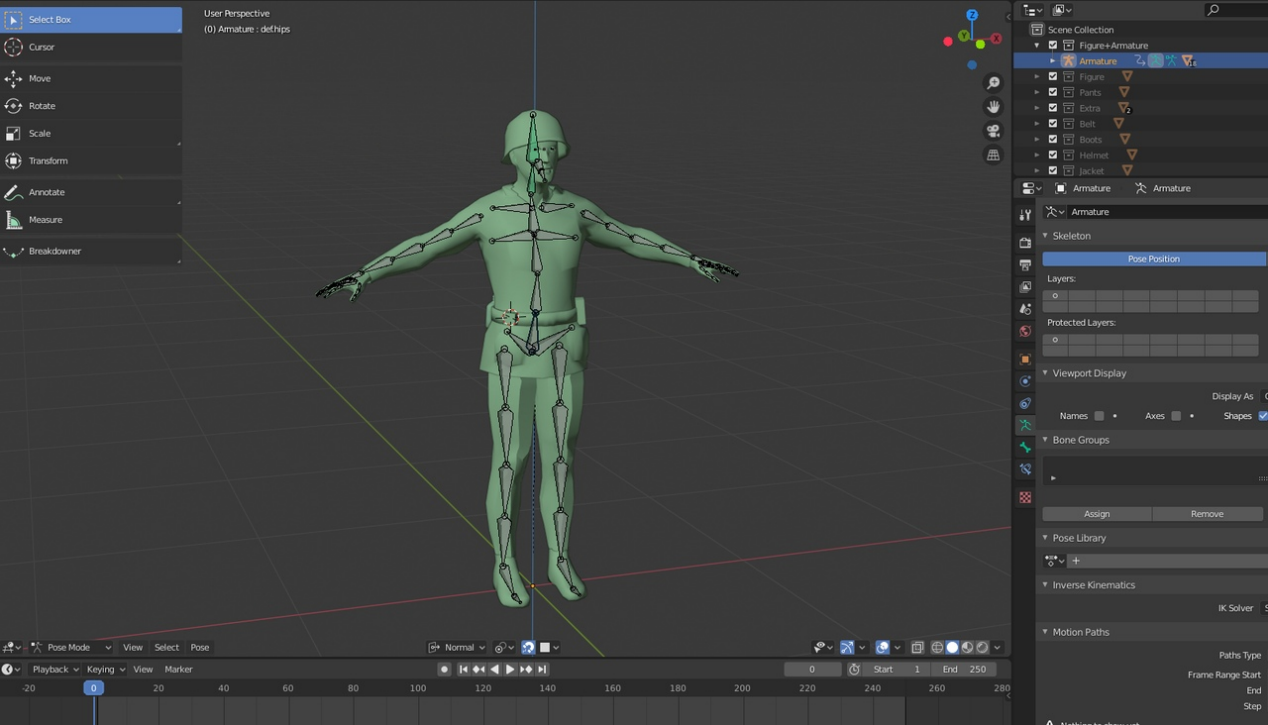 Select Box
Cursor
Move
Rotate
Scale
Transform
Annotate
Measure
Breakdowner
User Perspective
(0) Armature : def.hips
Z
Y
X
Pose Mode
View
Select
Pose
Normal
Scene Collection
Figure+Armature
Armature
Figure
Pants
Extra
2
Belt
Boots
Helmet
Jacket
Armature
Armature
Armature
Skeleton
Pose Position
Layers:
Protected Layers:
Viewport Display
Display As
Names
Axes
Shapes
Bone Groups
Assign
Remove
Pose Library
Inverse Kinematics
IK Solver
Motion Paths
Paths Type
Frame Range Start
End
Step
Playback
Keying
View
Marker
0
Start 1
End 250
-20 0 20 40 60 80 100 120 140 160 180 200 220 240 260 280